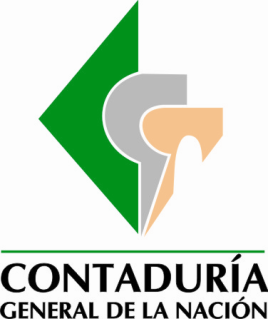 CONTADURÍA
GENERAL DE LA NACIÓN